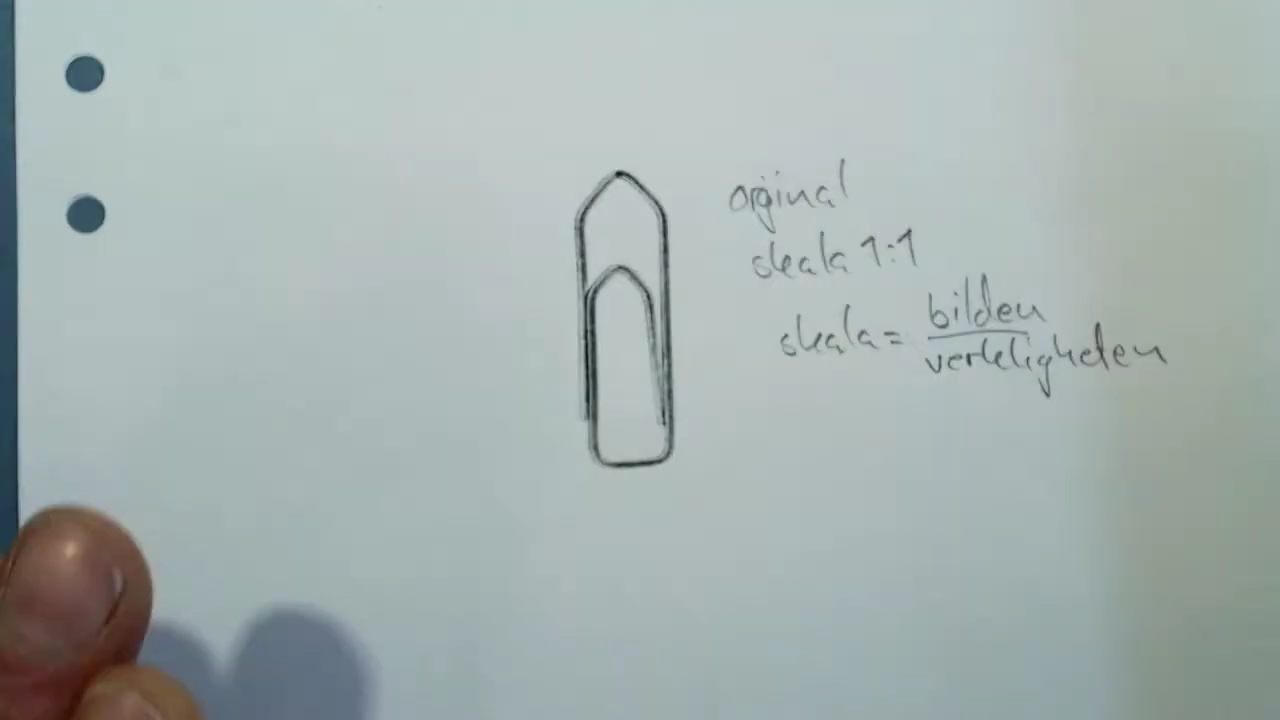 orginal
skala 1:1
skala = bilden
verkligheten